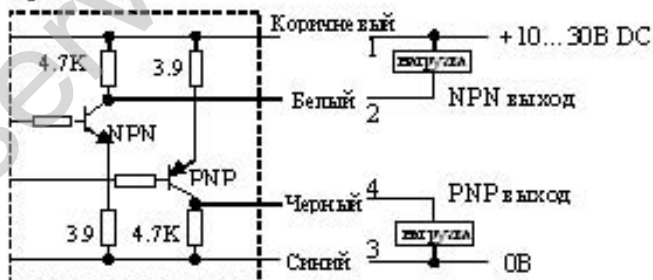 Коричневый
1
+10...30В DC
4.7K
3.9
нагрузка
Белый
2
NPN выход
NPN
PNP
4
PNP выход
Черный
3.9
4.7K
нагрузка
Синий
3
0В